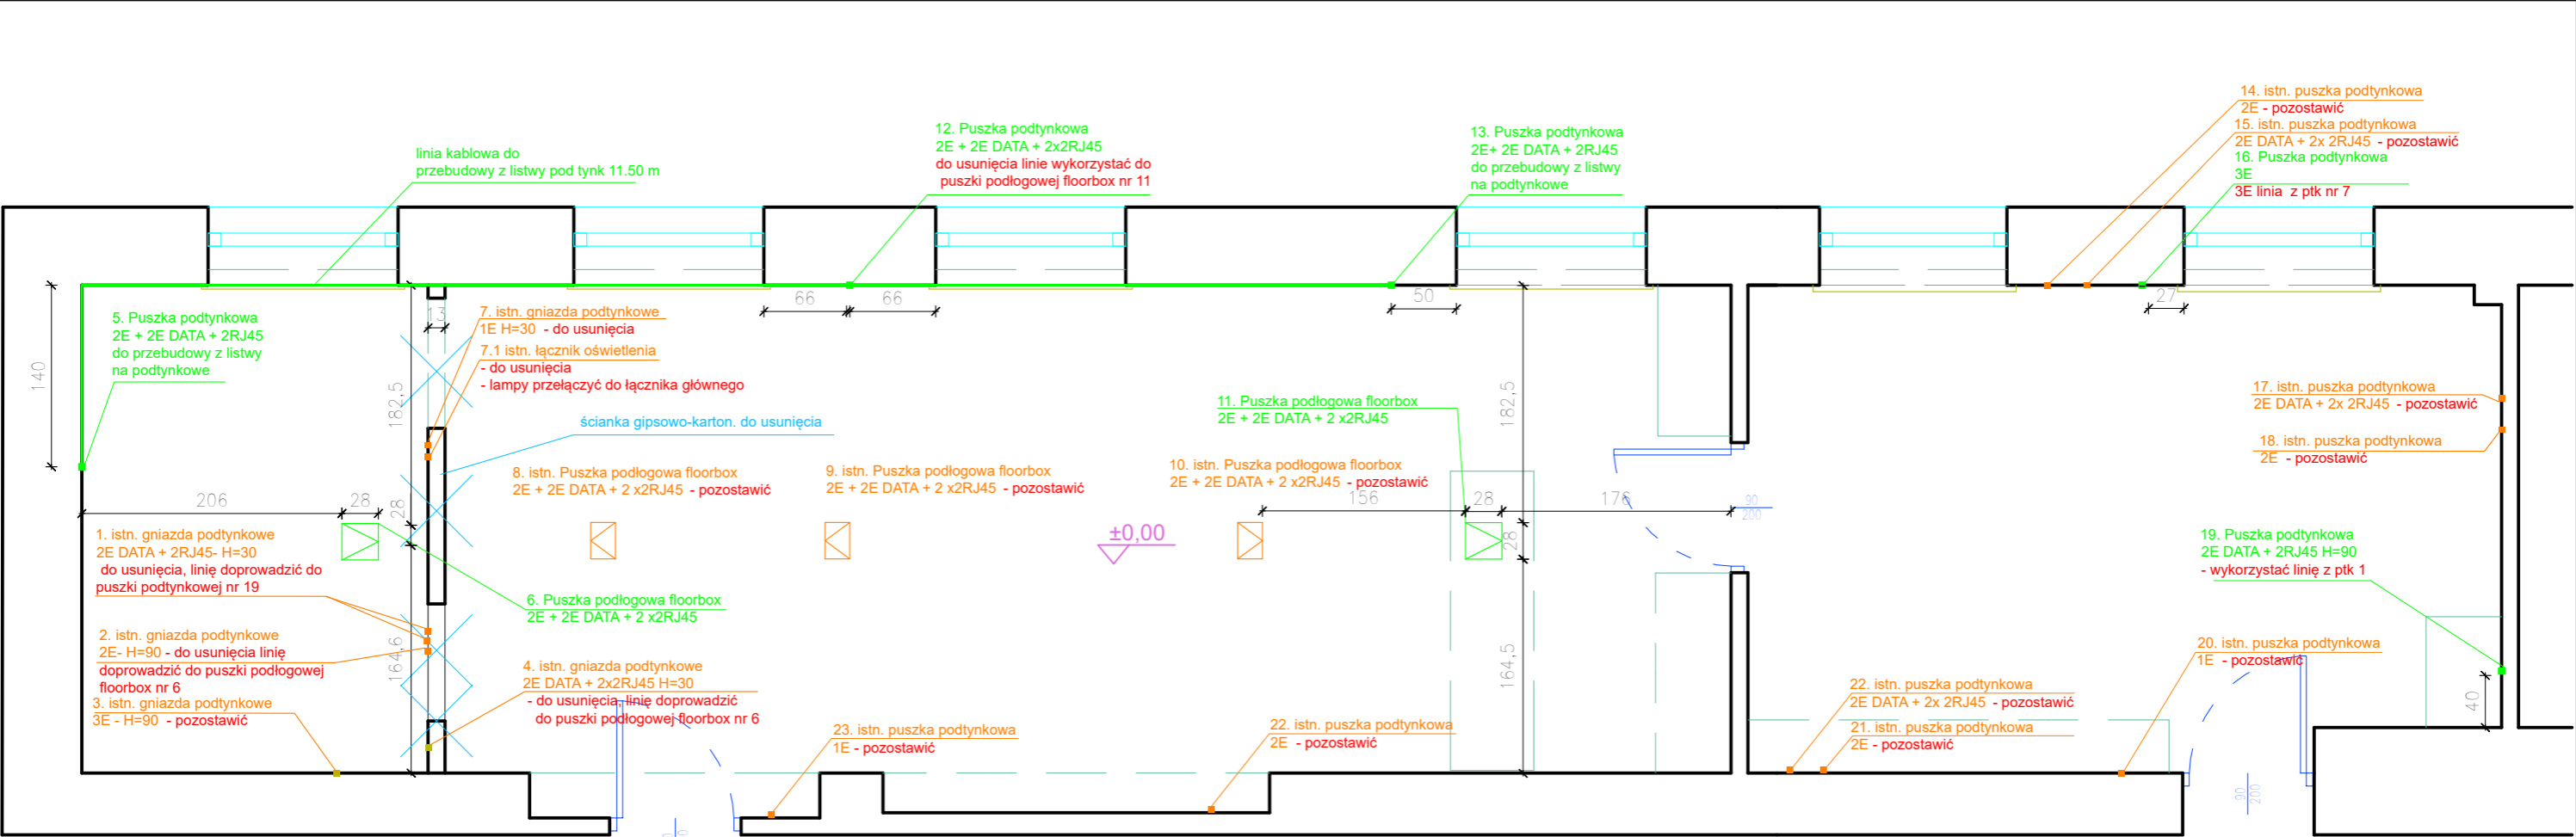 14. istn. puszka podtynkowa
2E - pozostawić
15. istn. puszka podtynkowa
2E DATA + 2x 2RJ45 - pozostawić
16. Puszka podtynkowa
3E
3E linia z ptk nr 7
12. Puszka podtynkowa
2E + 2E DATA + 2x2RJ45
do usunięcia linie wykorzystać do
puszki podłogowej floorbox nr 11
13. Puszka podtynkowa
2E+ 2E DATA + 2RJ45
do przebudowy z listwy
na podtynkowe
linia kablowa do
przebudowy z listwy pod tynk 11.50 m
66
66
50
27
13
140
5. Puszka podtynkowa
2E + 2E DATA + 2RJ45
do przebudowy z listwy
na podtynkowe
7. istn. gniazda podtynkowe
1E H=30 - do usunięcia
7.1 istn. łącznik oświetlenia
- do usunięcia
- lampy przełączyć do łącznika głównego
182,5
182,5
ścianka gipsowo-karton. do usunięcia
11. Puszka podłogowa floorbox
2E + 2E DATA + 2 x2RJ45
17. istn. puszka podtynkowa
2E DATA + 2x 2RJ45 - pozostawić
18. istn. puszka podtynkowa
2E - pozostawić
8. istn. Puszka podłogowa floorbox
2E + 2E DATA + 2 x2RJ45 - pozostawić
9. istn. Puszka podłogowa floorbox
2E + 2E DATA + 2 x2RJ45 - pozostawić
10. istn. Puszka podłogowa floorbox
2E + 2E DATA + 2 x2RJ45 - pozostawić
206
28
28
156
28
176
90
200
28
±0,00
1. istn. gniazda podtynkowe
2E DATA + 2RJ45- H=30
do usunięcia, linię doprowadzić do
puszki podtynkowej nr 19
19. Puszka podtynkowa
2E DATA + 2RJ45 H=90
- wykorzystać linię z ptk 1
6. Puszka podłogowa floorbox
2E + 2E DATA + 2 x2RJ45
2. istn. gniazda podtynkowe
2E- H=90 - do usunięcia linię
doprowadzić do puszki podłogowej
floorbox nr 6
3. istn. gniazda podtynkowe
3E - H=90 - pozostawić
164,6
164,5
4. istn. gniazda podtynkowe
2E DATA + 2x2RJ45 H=30
- do usunięcia, linię doprowadzić
do puszki podłogowej floorbox nr 6
20. istn. puszka podtynkowa
1E - pozostawić
22. istn. puszka podtynkowa
2E DATA + 2x 2RJ45 - pozostawić
21. istn. puszka podtynkowa
2E - pozostawić
40
23. istn. puszka podtynkowa
1E - pozostawić
22. istn. puszka podtynkowa
2E - pozostawić
90
200